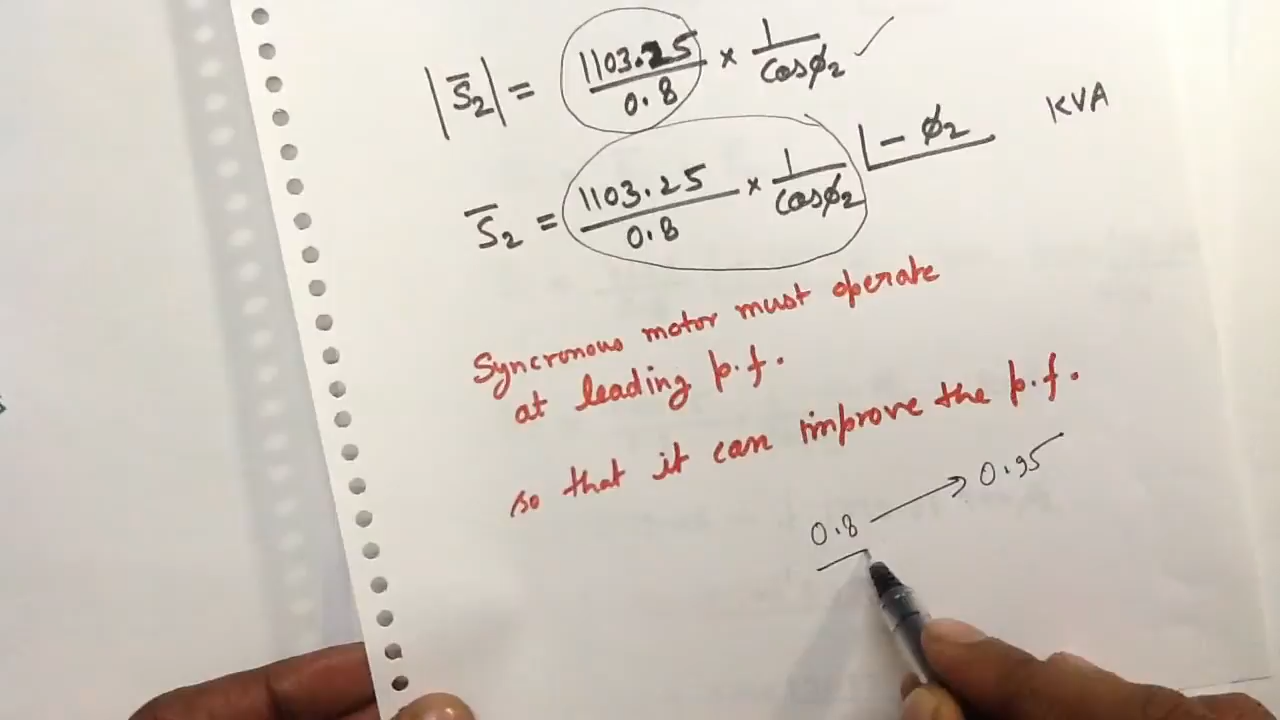 |S̅₂| = 1103.25/0.8 × 1/cosϕ₂ ✓
S̅₂ = 1103.25/0.8 × 1/cosϕ₂ ∠-ϕ₂ KVA
Syncronous motor must operate
at leading p.f.
so that it can improve the p.f.
0.8 → 0.95